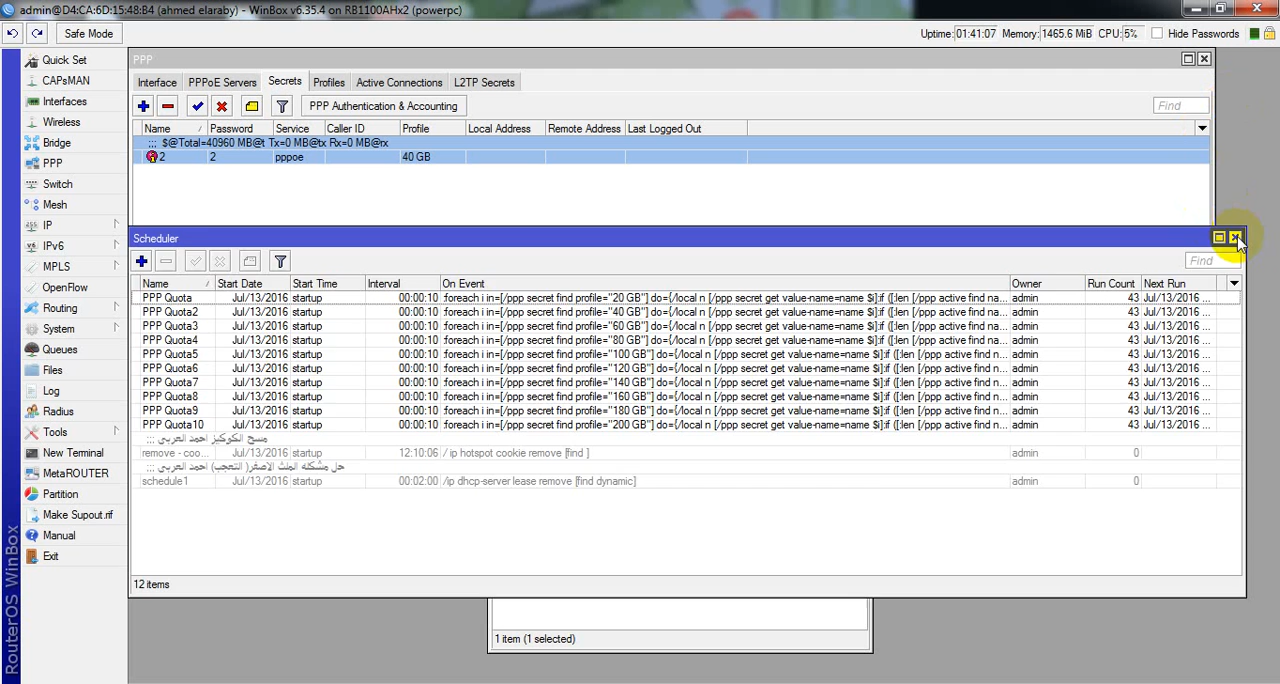 admin@D4:CA:6D:15:48:B4 (ahmed elaraby) - WinBox v6.35.4 on RB1100AHx2 (powerpc)
Safe Mode
Uptime: 01:41:07 Memory: 1465.6 MiB CPU: 5% Hide Passwords
Quick Set
CAPsMAN
Interfaces
Wireless
Bridge
PPP
Switch
Mesh
IP
IPv6
MPLS
OpenFlow
Routing
System
Queues
Files
Log
Radius
Tools
New Terminal
MetaROUTER
Partition
Make Supout.rif
Manual
Exit
RouterOS WinBox
PPP
Interface PPPoE Servers Secrets Profiles Active Connections L2TP Secrets
PPP Authentication & Accounting Find
Name Password Service Caller ID Profile Local Address Remote Address Last Logged Out
;;; $@Total=40960 MB@t Tx=0 MB@tx Rx=0 MB@rx
2 2 pppoe 40 GB
Scheduler
Find
Name Start Date Start Time Interval On Event Owner Run Count Next Run
PPP Quota Jul/13/2016 startup 00:00:10 foreach i in=[/ppp secret find profile="20 GB"] do={/local n [/ppp secret get value-name=name $i];if ([:len [/ppp active find na... admin 43 Jul/13/2016 ...
PPP Quota2 Jul/13/2016 startup 00:00:10 foreach i in=[/ppp secret find profile="40 GB"] do={/local n [/ppp secret get value-name=name $i];if ([:len [/ppp active find na... admin 43 Jul/13/2016 ...
PPP Quota3 Jul/13/2016 startup 00:00:10 foreach i in=[/ppp secret find profile="60 GB"] do={/local n [/ppp secret get value-name=name $i];if ([:len [/ppp active find na... admin 43 Jul/13/2016 ...
PPP Quota4 Jul/13/2016 startup 00:00:10 foreach i in=[/ppp secret find profile="80 GB"] do={/local n [/ppp secret get value-name=name $i];if ([:len [/ppp active find na... admin 43 Jul/13/2016 ...
PPP Quota5 Jul/13/2016 startup 00:00:10 foreach i in=[/ppp secret find profile="100 GB"] do={/local n [/ppp secret get value-name=name $i];if ([:len [/ppp active find n... admin 43 Jul/13/2016 ...
PPP Quota6 Jul/13/2016 startup 00:00:10 foreach i in=[/ppp secret find profile="120 GB"] do={/local n [/ppp secret get value-name=name $i];if ([:len [/ppp active find n... admin 43 Jul/13/2016 ...
PPP Quota7 Jul/13/2016 startup 00:00:10 foreach i in=[/ppp secret find profile="140 GB"] do={/local n [/ppp secret get value-name=name $i];if ([:len [/ppp active find n... admin 43 Jul/13/2016 ...
PPP Quota8 Jul/13/2016 startup 00:00:10 foreach i in=[/ppp secret find profile="160 GB"] do={/local n [/ppp secret get value-name=name $i];if ([:len [/ppp active find n... admin 43 Jul/13/2016 ...
PPP Quota9 Jul/13/2016 startup 00:00:10 foreach i in=[/ppp secret find profile="180 GB"] do={/local n [/ppp secret get value-name=name $i];if ([:len [/ppp active find n... admin 43 Jul/13/2016 ...
PPP Quota10 Jul/13/2016 startup 00:00:10 foreach i in=[/ppp secret find profile="200 GB"] do={/local n [/ppp secret get value-name=name $i];if ([:len [/ppp active find n... admin 43 Jul/13/2016 ...
;;; مسح الكوكيز احمد العربى
remove - coo... Jul/13/2016 startup 12:10:06 / ip hotspot cookie remove [find ] admin 0
;;; حل مشكله المثلث الاصفر( التعجب) احمد العربى
schedule1 Jul/13/2016 startup 00:02:00 /ip dhcp-server lease remove [find dynamic] admin 0
12 items
1 item (1 selected)